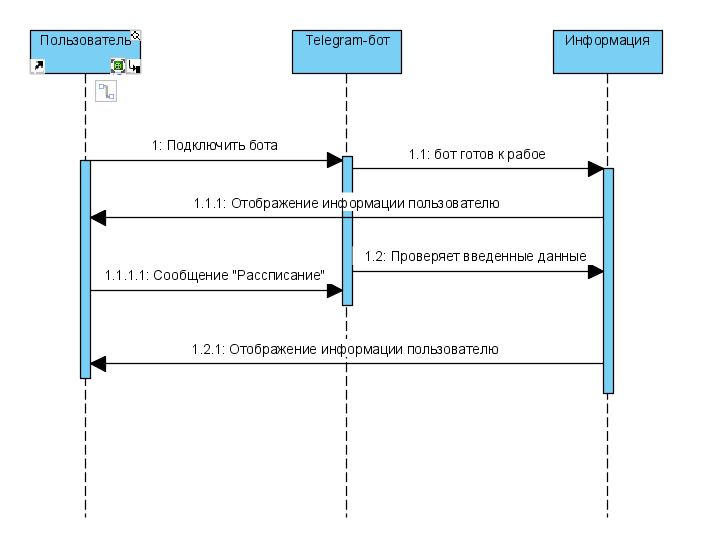 Пользователь
Telegram-бот
Информация
1: Подключить бота
1.1: бот готов к рабое
1.1.1: Отображение информации пользователю
1.2: Проверяет введенные данные
1.1.1.1: Сообщение "Рассписание"
1.2.1: Отображение информации пользователю